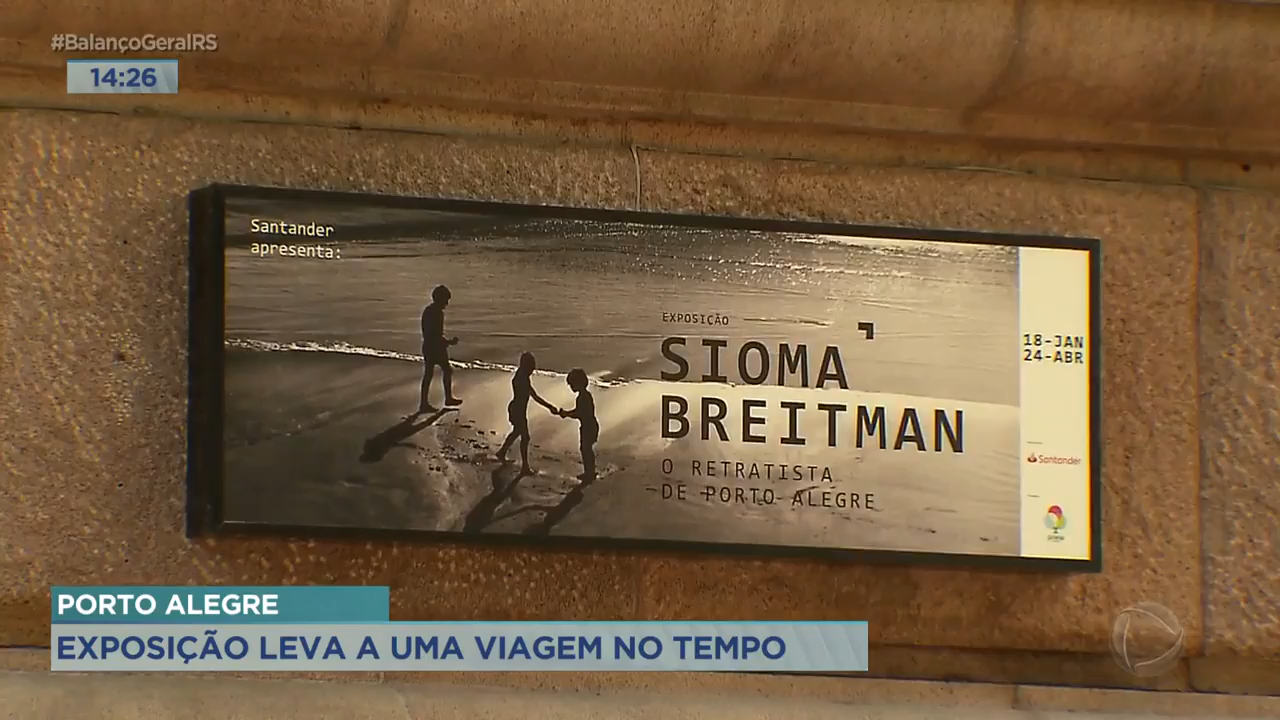 #BalançoGeralRS
14:26
Santander
apresenta:
EXPOSIÇÃO
SIOMA
BREITMAN
O RETRATISTA
DE PORTO ALEGRE
18-JAN
24-ABR
Santander
PORTO ALEGRE
EXPOSIÇÃO LEVA A UMA VIAGEM NO TEMPO